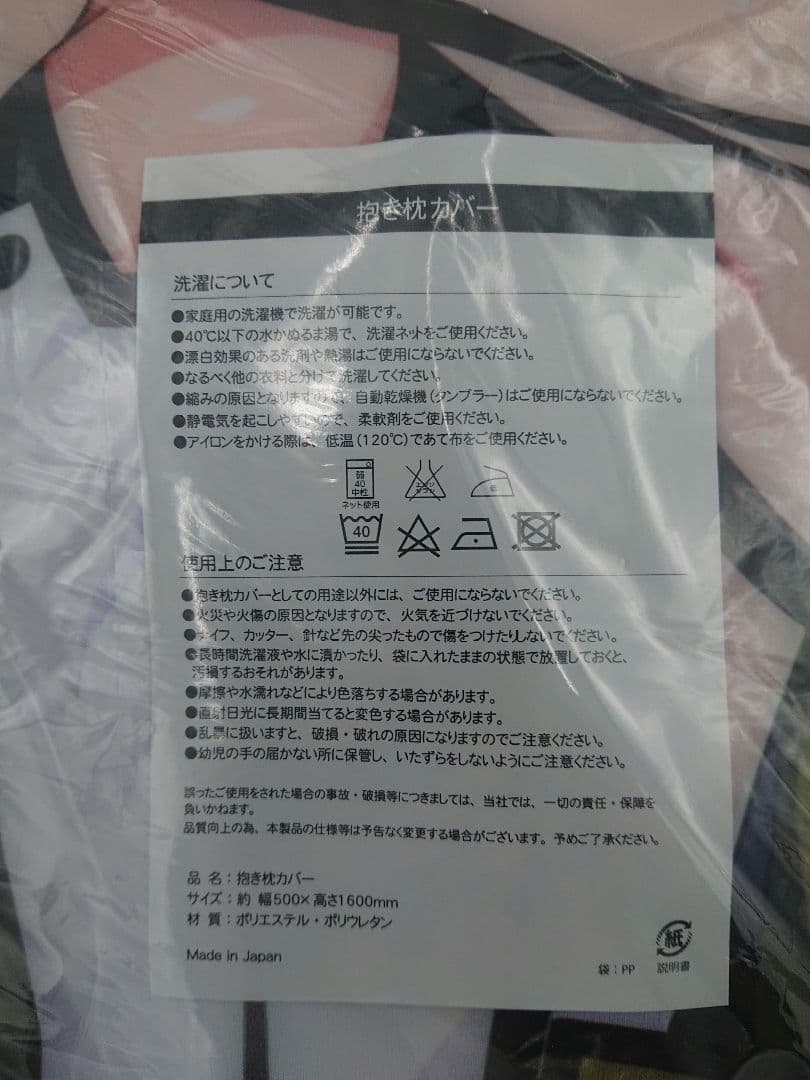 抱き枕カバー
洗濯について
●家庭用の洗濯機で洗濯が可能です。
●40℃以下の水かぬるま湯で、洗濯ネットをご使用ください。
●漂白効果のある洗剤や熱湯はご使用にならないでください。
●なるべく他の衣料と分けて洗濯してください。
●縮みの原因となりますので、自動乾燥機(タンブラー)はご使用にならないでください。
●静電気を起こしやすいので、柔軟剤をご使用ください。
●アイロンをかける際は、低温(120℃)であて布をご使用ください。
弱
40
中性
ネット使用
エンソ
サラシ
低
40
使用上のご注意
●抱き枕カバーとしての用途以外には、ご使用にならないでください。
●火災や火傷の原因となりますので、火気を近づけないでください。
●ナイフ、カッター、針など先の尖ったもので傷をつけたりしないでください。
●長時間洗濯液や水に漬かったり、袋に入れたままの状態で放置しておくと、
汚損するおそれがあります。
●摩擦や水濡れなどにより色落ちする場合があります。
●直射日光に長期間当てると変色する場合があります。
●乱暴に扱いますと、破損・破れの原因になりますのでご注意ください。
●幼児の手の届かない所に保管し、いたずらをしないようにご注意ください。
誤ったご使用をされた場合の事故・破損等につきましては、当社では、一切の責任・保障を
負いかねます。
品質向上の為、本製品の仕様等は予告なく変更する場合がございます。予めご了承ください。
品 名：抱き枕カバー
サイズ：約 幅500×高さ1600mm
材 質：ポリエステル・ポリウレタン
Made in Japan
袋：PP
紙
説明書